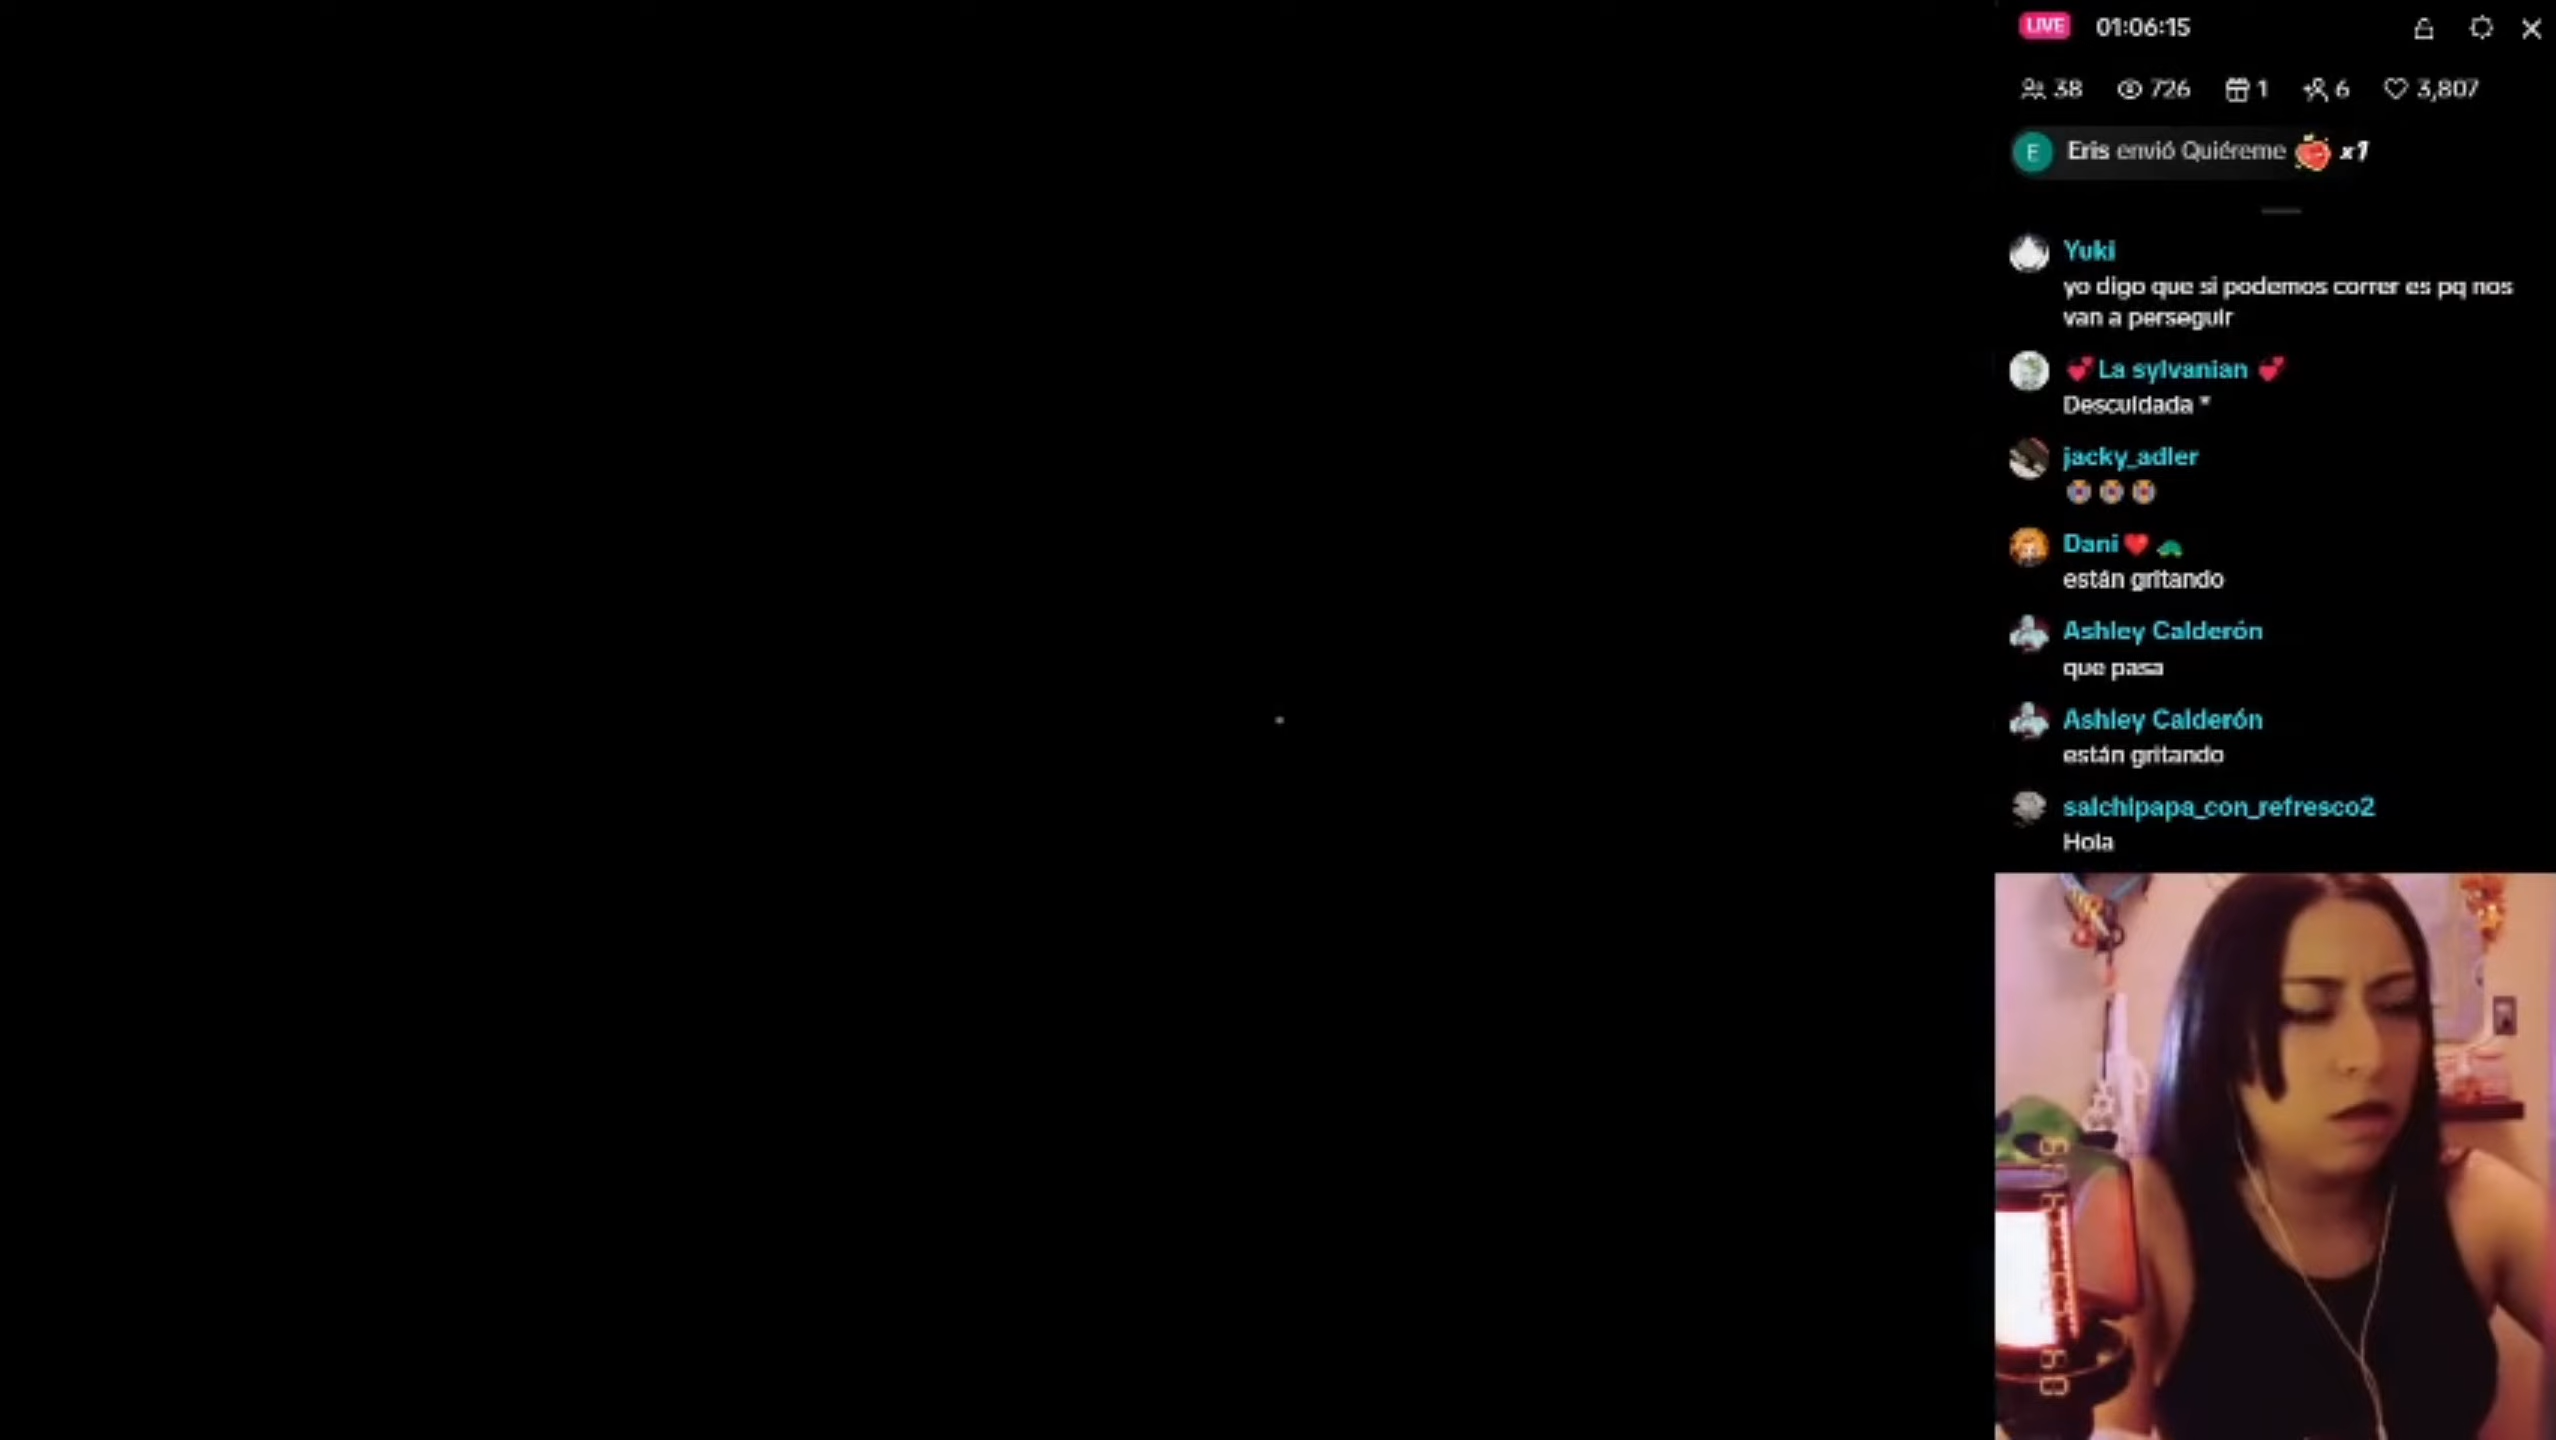 LIVE 01:06:15
38 726 1 6 3,807
E Eris envió Quiéreme x1
Yuki
yo digo que si podemos correr es pq nos
van a perseguir
La sylvanian
Descuidada *
jacky_adler
Dani
están gritando
Ashley Calderón
que pasa
Ashley Calderón
están gritando
salchipapa_con_refresco2
Hola